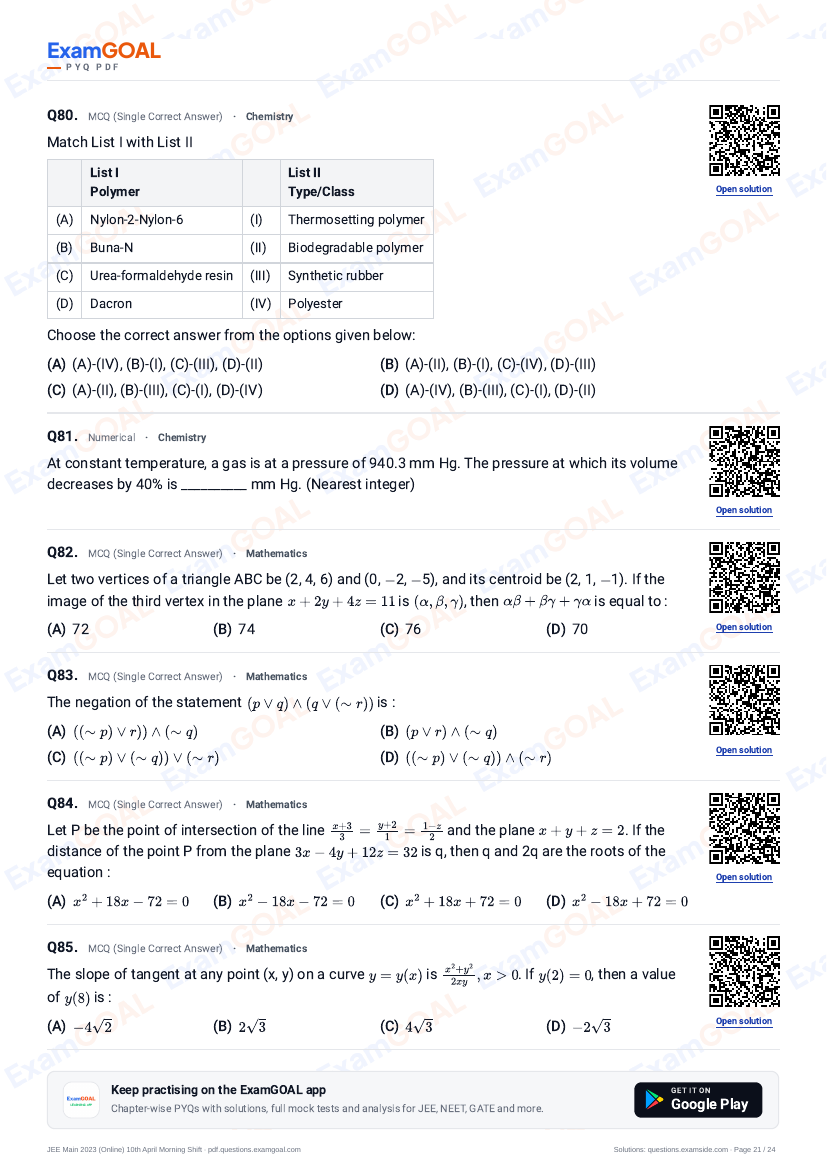 ExamGOAL
PYQ PDF
Q80. MCQ (Single Correct Answer) · Chemistry
Match List I with List II
List I List II
Polymer Type/Class
(A) Nylon-2-Nylon-6 (I) Thermosetting polymer
(B) Buna-N (II) Biodegradable polymer
(C) Urea-formaldehyde resin (III) Synthetic rubber
(D) Dacron (IV) Polyester
Open solution
Choose the correct answer from the options given below:
(A) (A)-(IV), (B)-(I), (C)-(III), (D)-(II) (B) (A)-(II), (B)-(I), (C)-(IV), (D)-(III)
(C) (A)-(II), (B)-(III), (C)-(I), (D)-(IV) (D) (A)-(IV), (B)-(III), (C)-(I), (D)-(II)
Q81. Numerical · Chemistry
At constant temperature, a gas is at a pressure of 940.3 mm Hg. The pressure at which its volume
decreases by 40% is __________ mm Hg. (Nearest integer)
Open solution
Q82. MCQ (Single Correct Answer) · Mathematics
Let two vertices of a triangle ABC be (2, 4, 6) and (0, −2, −5), and its centroid be (2, 1, −1). If the
image of the third vertex in the plane x + 2y + 4z = 11 is (α, β, γ), then αβ + βγ + γα is equal to :
(A) 72 (B) 74 (C) 76 (D) 70
Open solution
Q83. MCQ (Single Correct Answer) · Mathematics
The negation of the statement (p ∨ q) ∧ (q ∨ (∼ r)) is :
(A) ((∼ p) ∨ r)) ∧ (∼ q) (B) (p ∨ r) ∧ (∼ q)
(C) ((∼ p) ∨ (∼ q)) ∨ (∼ r) (D) ((∼ p) ∨ (∼ q)) ∧ (∼ r)
Open solution
Q84. MCQ (Single Correct Answer) · Mathematics
Let P be the point of intersection of the line (x+3)/3 = (y+2)/1 = (1−z)/2 and the plane x + y + z = 2. If the
distance of the point P from the plane 3x − 4y + 12z = 32 is q, then q and 2q are the roots of the
equation :
(A) x² + 18x − 72 = 0 (B) x² − 18x − 72 = 0 (C) x² + 18x + 72 = 0 (D) x² − 18x + 72 = 0
Open solution
Q85. MCQ (Single Correct Answer) · Mathematics
The slope of tangent at any point (x, y) on a curve y = y(x) is (x²+y²)/(2xy), x > 0. If y(2) = 0, then a value
of y(8) is :
(A) −4√2 (B) 2√3 (C) 4√3 (D) −2√3
Open solution
Keep practising on the ExamGOAL app
Chapter-wise PYQs with solutions, full mock tests and analysis for JEE, NEET, GATE and more.
ExamGOAL
GET IT ON
Google Play
JEE Main 2023 (Online) 10th April Morning Shift · pdf.questions.examgoal.com Solutions: questions.examside.com · Page 21 / 24